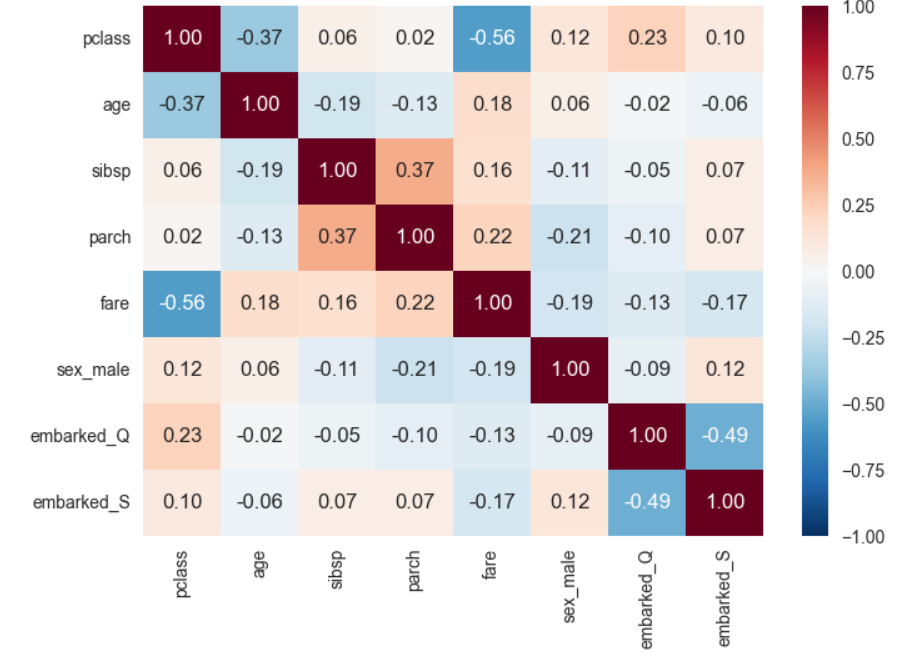 pclass 1.00 -0.37 0.06 0.02 -0.56 0.12 0.23 0.10
age -0.37 1.00 -0.19 -0.13 0.18 0.06 -0.02 -0.06
sibsp 0.06 -0.19 1.00 0.37 0.16 -0.11 -0.05 0.07
parch 0.02 -0.13 0.37 1.00 0.22 -0.21 -0.10 0.07
fare -0.56 0.18 0.16 0.22 1.00 -0.19 -0.13 -0.17
sex_male 0.12 0.06 -0.11 -0.21 -0.19 1.00 -0.09 0.12
embarked_Q 0.23 -0.02 -0.05 -0.10 -0.13 -0.09 1.00 -0.49
embarked_S 0.10 -0.06 0.07 0.07 -0.17 0.12 -0.49 1.00
pclass age sibsp parch fare sex_male embarked_Q embarked_S
1.00
0.75
0.50
0.25
0.00
−0.25
−0.50
−0.75
−1.00